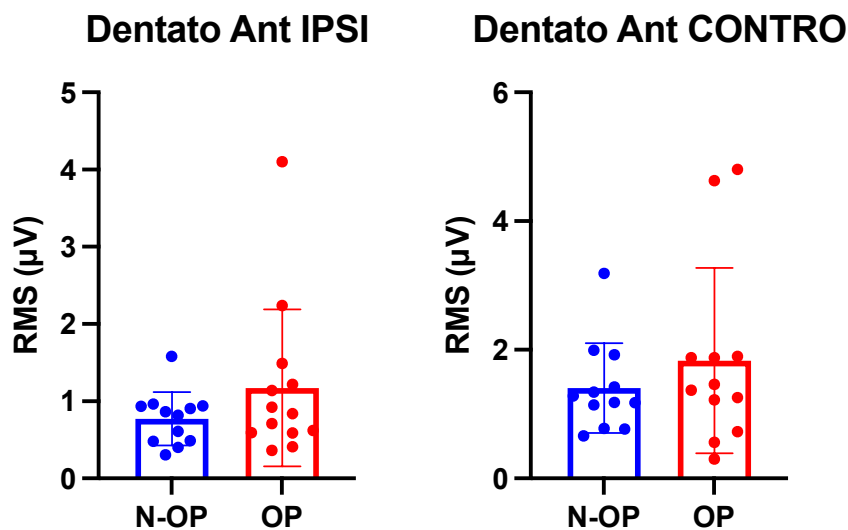 Dentato Ant IPSI
RMS (µV)
5
4
3
2
1
0
N-OP OP
Dentato Ant CONTRO
RMS (µV)
6
4
2
0
N-OP OP